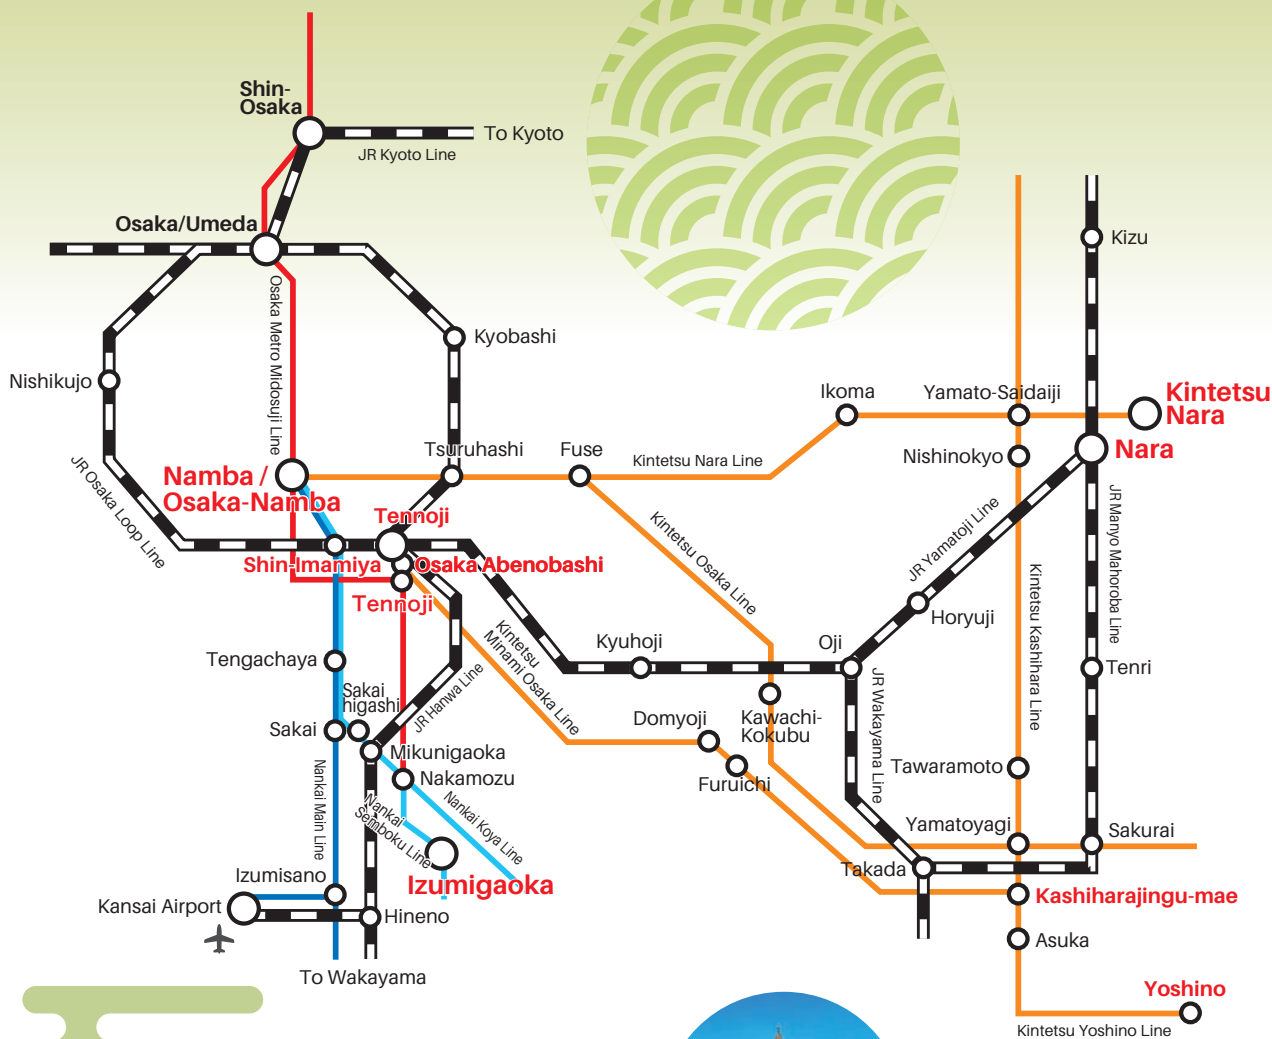 Shin-
Osaka
To Kyoto
JR Kyoto Line
Osaka/Umeda
Kizu
Osaka Metro Midosuji Line
Kyobashi
Nishikujo
Ikoma
Yamato-Saidaiji
Kintetsu
Nara
Tsuruhashi
Fuse
Kintetsu Nara Line
Nishinokyo
Nara
JR Osaka Loop Line
Namba /
Osaka-Namba
Tennoji
Shin-Imamiya
Osaka Abenobashi
Tennoji
Kintetsu Osaka Line
JR Yamatoji Line
JR Manyo Mahoroba Line
Kintetsu Kashihara Line
Horyuji
Kintetsu
Minami Osaka Line
Kyuhoji
Oji
Tenri
Tengachaya
JR Hanwa Line
JR Wakayama Line
Sakai
higashi
Sakai
Domyoji
Kawachi-
Kokubu
Mikunigaoka
Nakamozu
Furuichi
Tawaramoto
Nankai Main Line
Nankai
Semboku Line
Nankai Koya Line
Yamatoyagi
Sakurai
Izumisano
Takada
Izumigaoka
Kansai Airport
Hineno
Kashiharajingu-mae
Asuka
To Wakayama
Yoshino
Kintetsu Yoshino Line